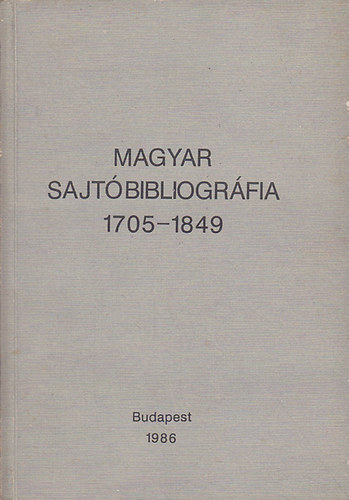 MAGYAR
SAJTÓBIBLIOGRÁFIA
1705–1849
Budapest
1986